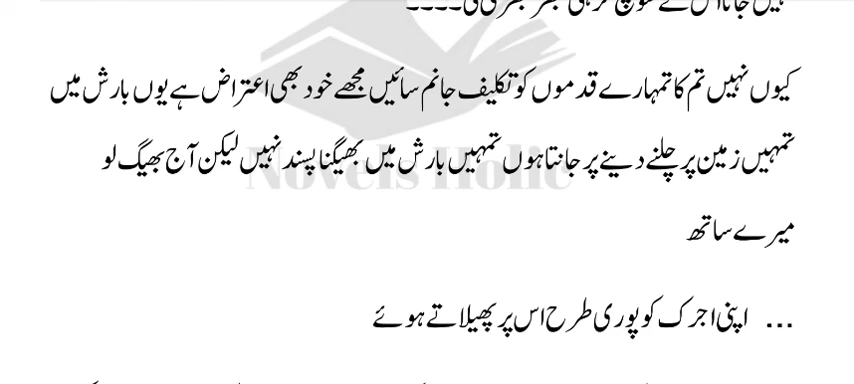 کیوں نہیں تم کا تمہارے قدموں کو تکلیف جانم سائیں مجھے خود بھی اعتراض ہے یوں بارش میں
تمہیں زمین پر چلنے دینے پر جانتا ہوں تمہیں بارش میں بھیگنا پسند نہیں لیکن آج بھیگ لو
Novels Holic
میرے ساتھ
... اپنی اجرک کو پوری طرح اس پر پھیلاتے ہوئے